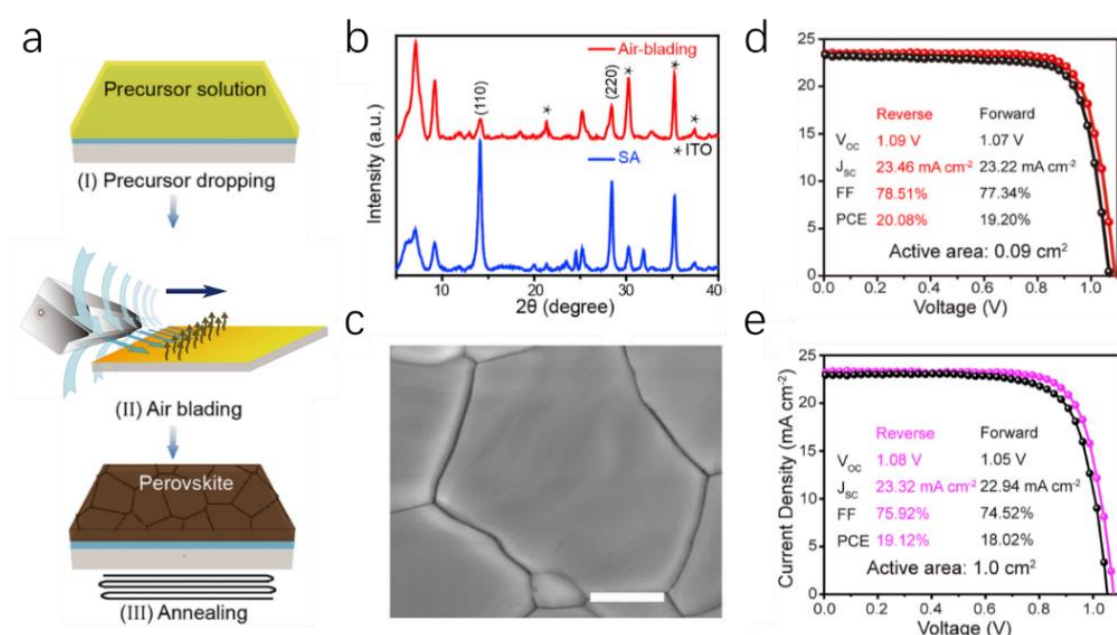 a
Precursor solution
(I) Precursor dropping
(II) Air blading
Perovskite
(III) Annealing
b
Intensity (a.u.)
Air-blading
(110)
(220)
*
*
*
*
* ITO
SA
10
20
30
40
2θ (degree)
c
d
25
20
15
10
5
0
Reverse Forward
V_OC 1.09 V 1.07 V
J_SC 23.46 mA cm⁻² 23.22 mA cm⁻²
FF 78.51% 77.34%
PCE 20.08% 19.20%
Active area: 0.09 cm²
0.0 0.2 0.4 0.6 0.8 1.0
Voltage (V)
e
Current Density (mA cm⁻²)
25
20
15
10
5
0
Reverse Forward
V_OC 1.08 V 1.05 V
J_SC 23.32 mA cm⁻² 22.94 mA cm⁻²
FF 75.92% 74.52%
PCE 19.12% 18.02%
Active area: 1.0 cm²
0.0 0.2 0.4 0.6 0.8 1.0
Voltage (V)